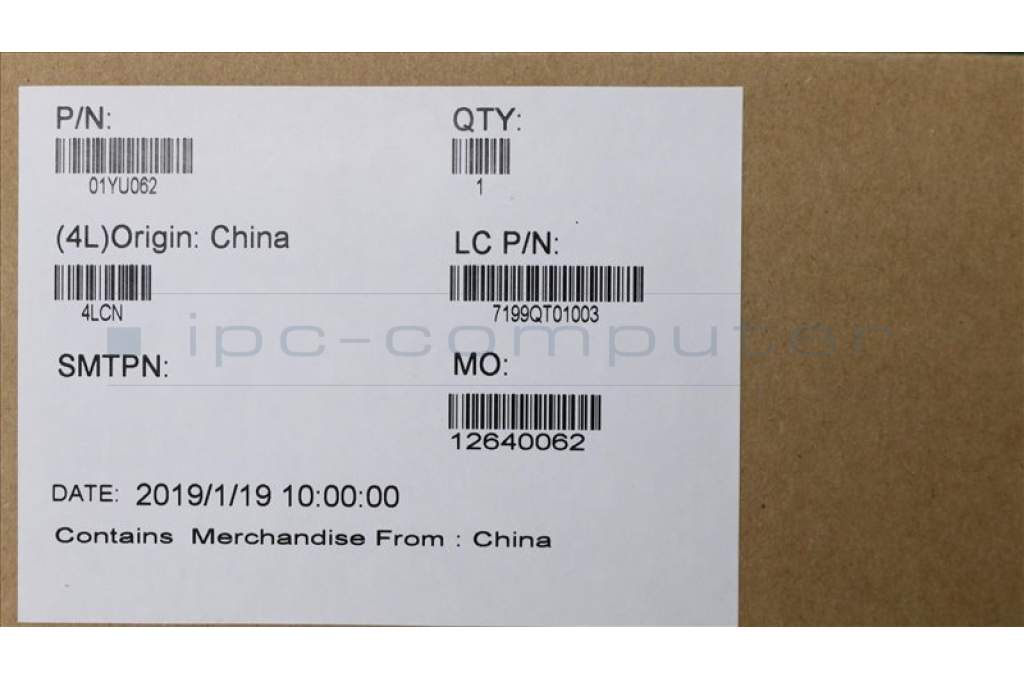 P/N:
QTY:
01YU062
1
(4L)Origin: China
LC P/N:
4LCN
7199QT01003
ipc-computer
SMTPN:
MO:
12640062
DATE: 2019/1/19 10:00:00
Contains Merchandise From : China